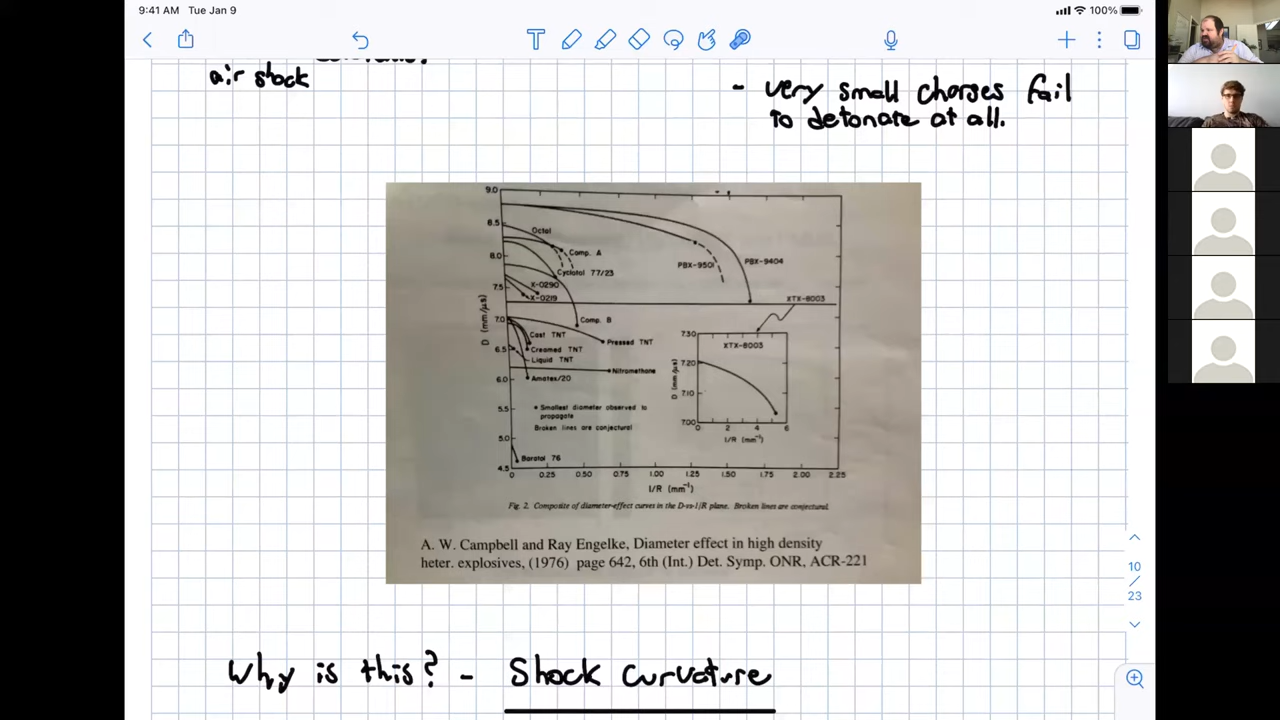 9:41 AM Tue Jan 9
100%
air shock
- very small charges fail
to detonate at all.
9.0
8.5
8.0
7.5
7.0
6.5
6.0
5.5
5.0
4.5
D (mm/μs)
Octol
Comp. A
Cyclotol 77/23
X-0290
X-0219
PBX-9501
PBX-9404
XTX-8003
Comp. B
Cast TNT
Pressed TNT
Creamed TNT
Liquid TNT
Nitromethane
Amatex/20
• Smallest diameter observed to
propagate
Broken lines are conjectural
Baratol 76
7.30
7.20
7.10
7.00
D (mm/μs)
XTX-8003
0 2 4 6
1/R (mm⁻¹)
0 0.25 0.50 0.75 1.00 1.25 1.50 1.75 2.00 2.25
1/R (mm⁻¹)
Fig. 2. Composite of diameter-effect curves in the D-vs-1/R plane. Broken lines are conjectural.
A. W. Campbell and Ray Engelke, Diameter effect in high density
heter. explosives, (1976) page 642, 6th (Int.) Det. Symp. ONR, ACR-221
10
/
23
Why is this? - Shock curvature